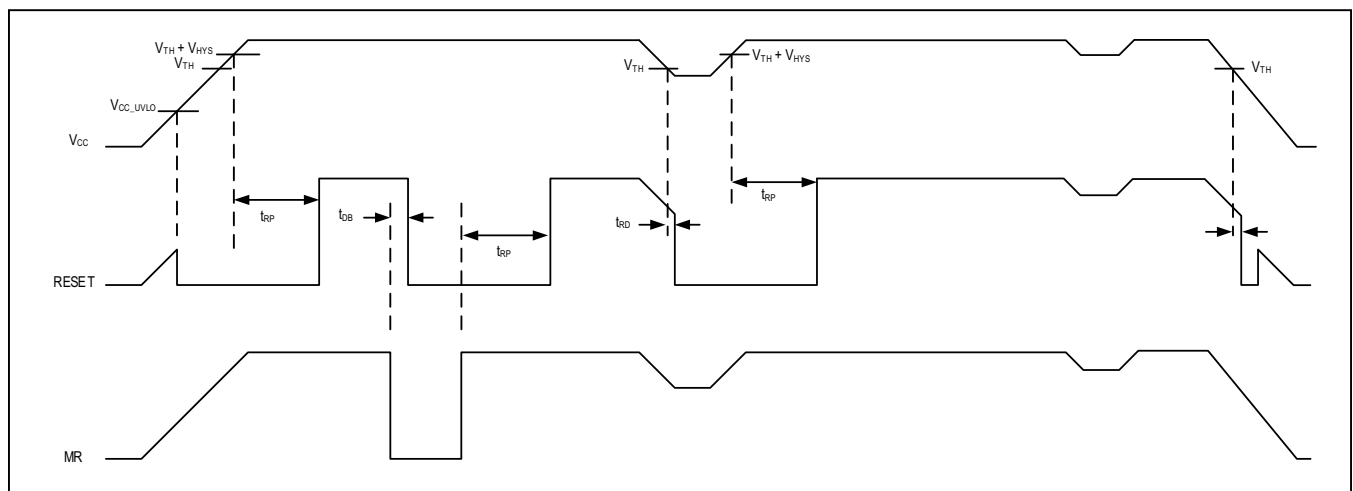 VTH + VHYS
VTH
VCC_UVLO
VCC
VTH
VTH + VHYS
VTH
tRP
tDB
tRP
tRD
tRP
RESET
MR